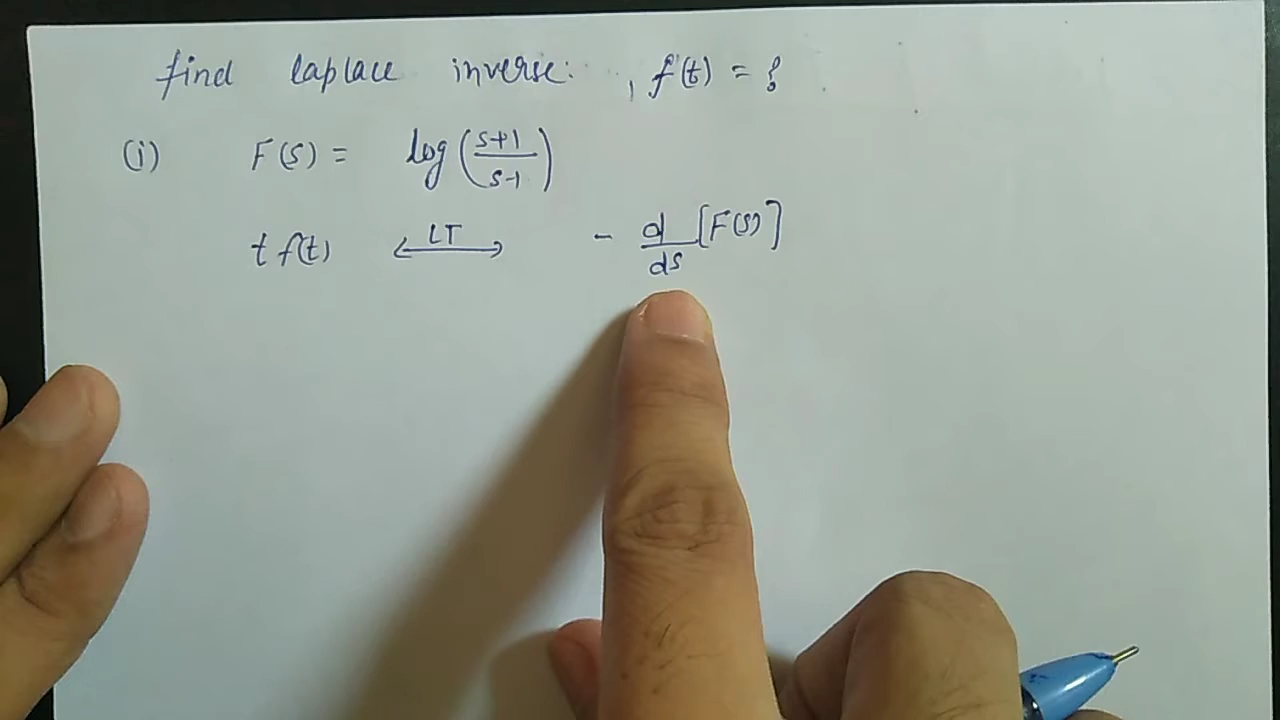 find laplace inverse: , f(t) = ?
(i) F(s) = log(s+1/s-1)
t f(t) <--LT--> - d/ds [F(s)]